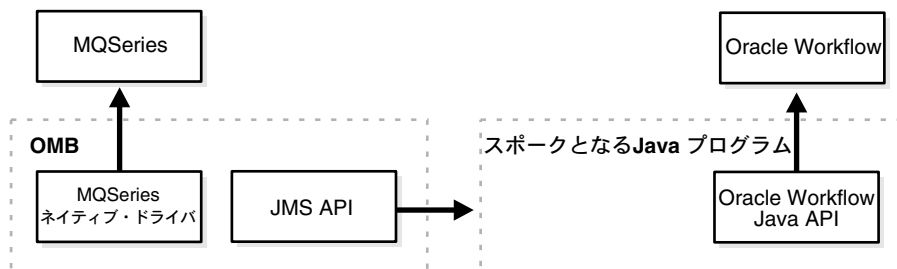 MQSeries
Oracle Workflow
OMB
スポークとなるJava プログラム
MQSeries
ネイティブ・ドライバ
JMS API
Oracle Workflow
Java API